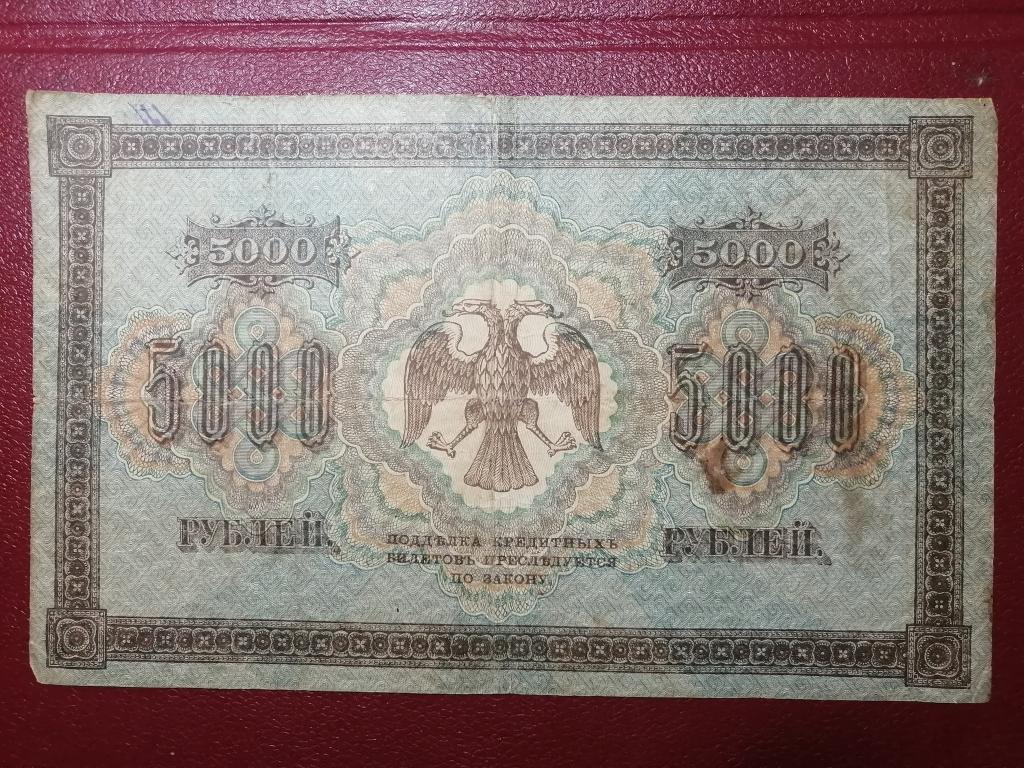 5000 5000
5000 5000
РУБЛЕЙ. РУБЛЕЙ.
ПОДДѢЛКА КРЕДИТНЫХЪ
БИЛЕТОВЪ ПРЕСЛѢДУЕТСЯ
ПО ЗАКОНУ.